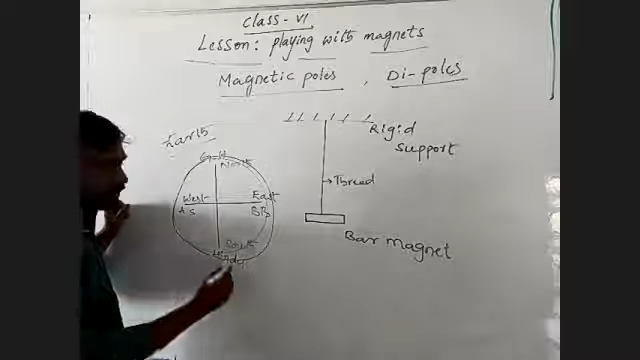 Class - VI
Lesson: playing with magnets
Magnetic poles , Di-poles
Earth
North
West
East
South
Rigid
support
Thread
Bar magnet